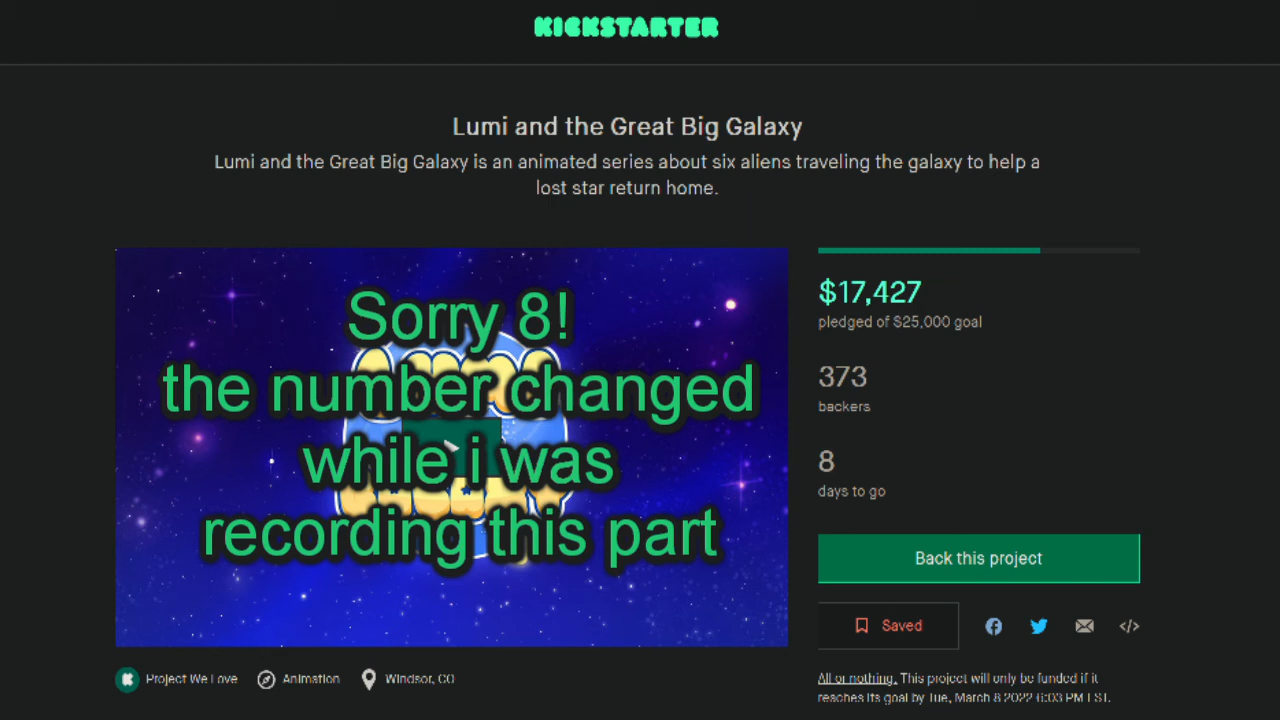 KICKSTARTER
Lumi and the Great Big Galaxy
Lumi and the Great Big Galaxy is an animated series about six aliens traveling the galaxy to help a
lost star return home.
Sorry 8!
the number changed
while i was
recording this part
$17,427
pledged of $25,000 goal
373
backers
8
days to go
Back this project
Saved
Project We Love
Animation
Windsor, CO
All or nothing. This project will only be funded if it
reaches its goal by Tue, March 8 2022 6:03 PM EST.